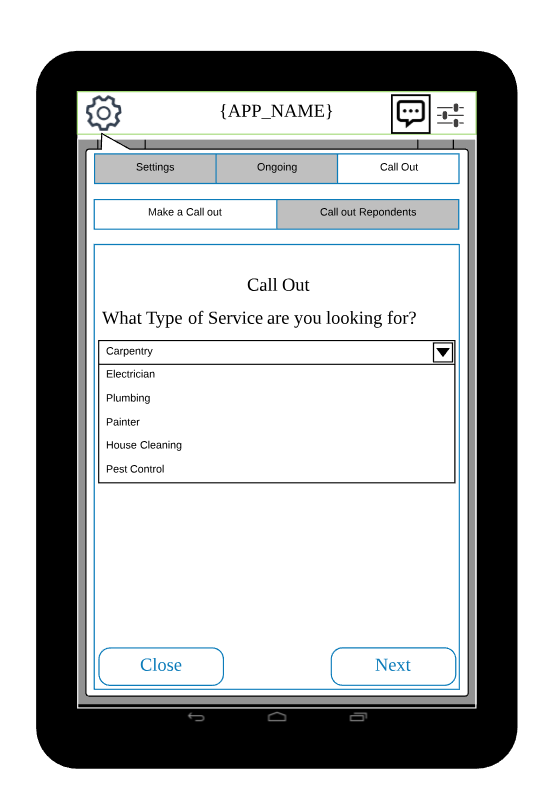 {APP_NAME}
Settings Ongoing Call Out
Make a Call out Call out Repondents
Call Out
What Type of Service are you looking for?
Carpentry
Electrician
Plumbing
Painter
House Cleaning
Pest Control
Close Next